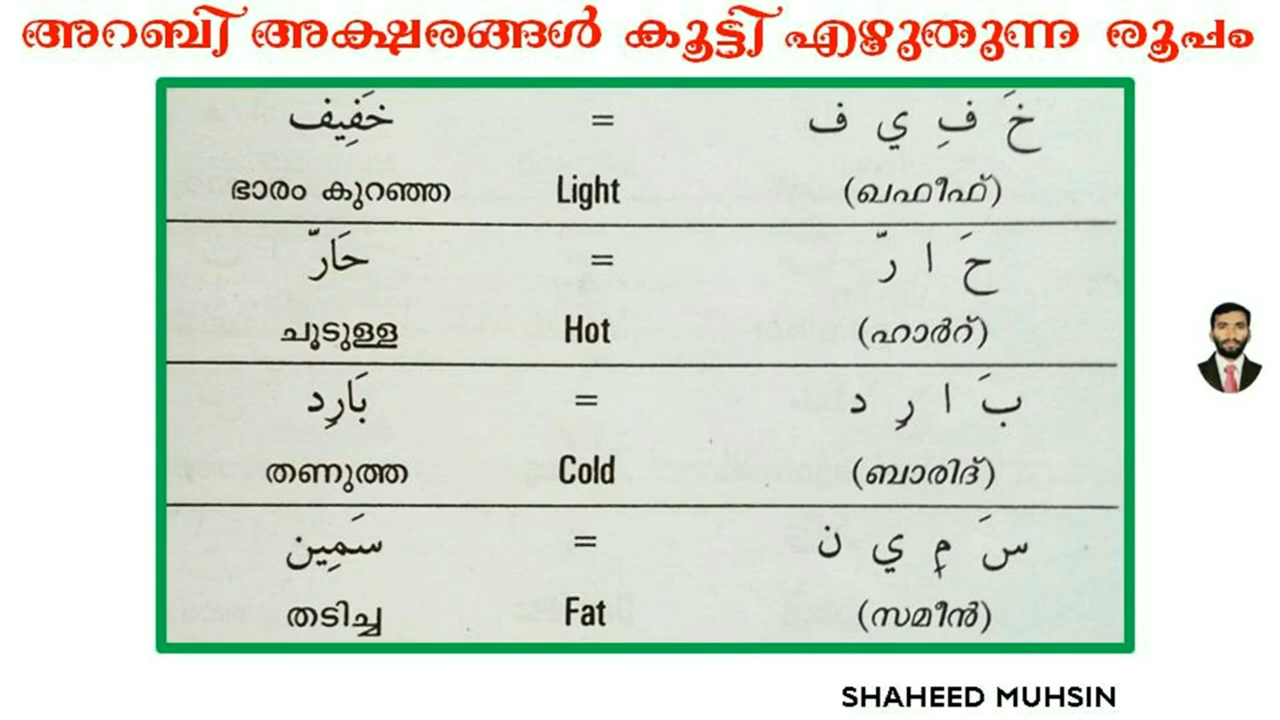 അറബി അക്ഷരങ്ങൾ കൂട്ടി എഴുതുന്ന രൂപം
خَفِيف = خَ فِ ي ف
ഭാരം കുറഞ്ഞ Light (ഖഫീഫ്)
حَارّ = حَ ا رّ
ചൂടുള്ള Hot (ഹാർറ്)
بَارِد = بَ ا رِ د
തണുത്ത Cold (ബാരിദ്)
سَمِين = سَ مِ ي ن
തടിച്ച Fat (സമീൻ)
SHAHEED MUHSIN